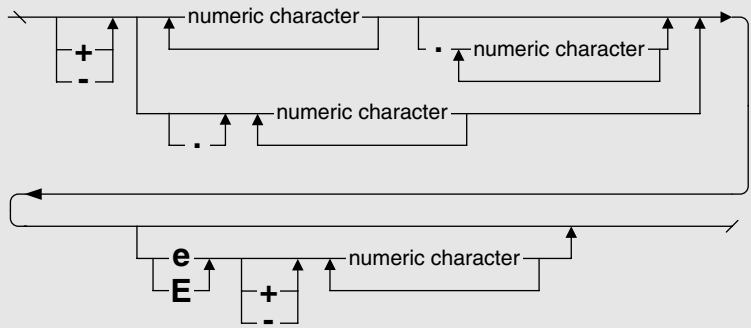 numeric character
+
-
. numeric character
numeric character
.
e numeric character
E
+
-